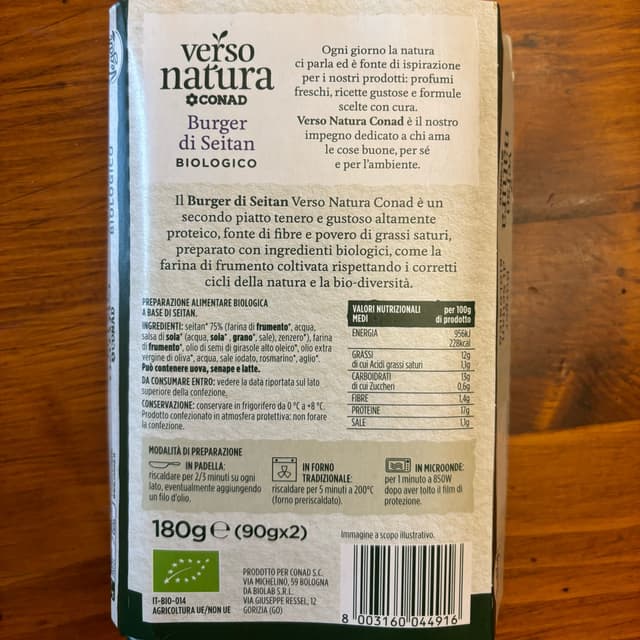 verso
natura
CONAD
Burger
di Seitan
BIOLOGICO
Ogni giorno la natura
ci parla ed è fonte di ispirazione
per i nostri prodotti: profumi
freschi, ricette gustose e formule
scelte con cura.
Verso Natura Conad è il nostro
impegno dedicato a chi ama
le cose buone, per sé
e per l'ambiente.
Il Burger di Seitan Verso Natura Conad è un
secondo piatto tenero e gustoso altamente
proteico, fonte di fibre e povero di grassi saturi,
preparato con ingredienti biologici, come la
farina di frumento coltivata rispettando i corretti
cicli della natura e la bio-diversità.
PREPARAZIONE ALIMENTARE BIOLOGICA
A BASE DI SEITAN.
INGREDIENTI: seitan* 75% (farina di frumento*, acqua,
salsa di soia* (acqua, soia*, grano*, sale), zenzero*), farina
di frumento*, olio di semi di girasole alto oleico*, olio extra
vergine di oliva*, acqua, sale iodato, rosmarino*, aglio*.
Può contenere uova, senape e latte.
DA CONSUMARE ENTRO: vedere la data riportata sul lato
superiore della confezione.
CONSERVAZIONE: conservare in frigorifero da 0 °C a +8 °C.
Prodotto confezionato in atmosfera protettiva: non forare
la confezione.
VALORI NUTRIZIONALI MEDI per 100g di prodotto
ENERGIA 956kJ
228kcal
GRASSI 12g
di cui Acidi grassi saturi 1,1g
CARBOIDRATI 13g
di cui Zuccheri 0,6g
FIBRE 1,4g
PROTEINE 17g
SALE 1,1g
MODALITÀ DI PREPARAZIONE
IN PADELLA:
riscaldare per 2/3 minuti su ogni
lato, eventualmente aggiungendo
un filo d'olio.
IN FORNO
TRADIZIONALE:
riscaldare per 5 minuti a 200°C
(forno preriscaldato).
IN MICROONDE:
per 1 minuto a 850W
dopo aver tolto il film di
protezione.
180g e (90gx2)
Immagine a scopo illustrativo.
IT-BIO-014
AGRICOLTURA UE/NON UE
PRODOTTO PER CONAD S.C.
VIA MICHELINO, 59 BOLOGNA
DA BIOLAB S.R.L.
VIA GIUSEPPE RESSEL, 12
GORIZIA (GO)
8 003160 044916
BIOLOGICO
CONAD